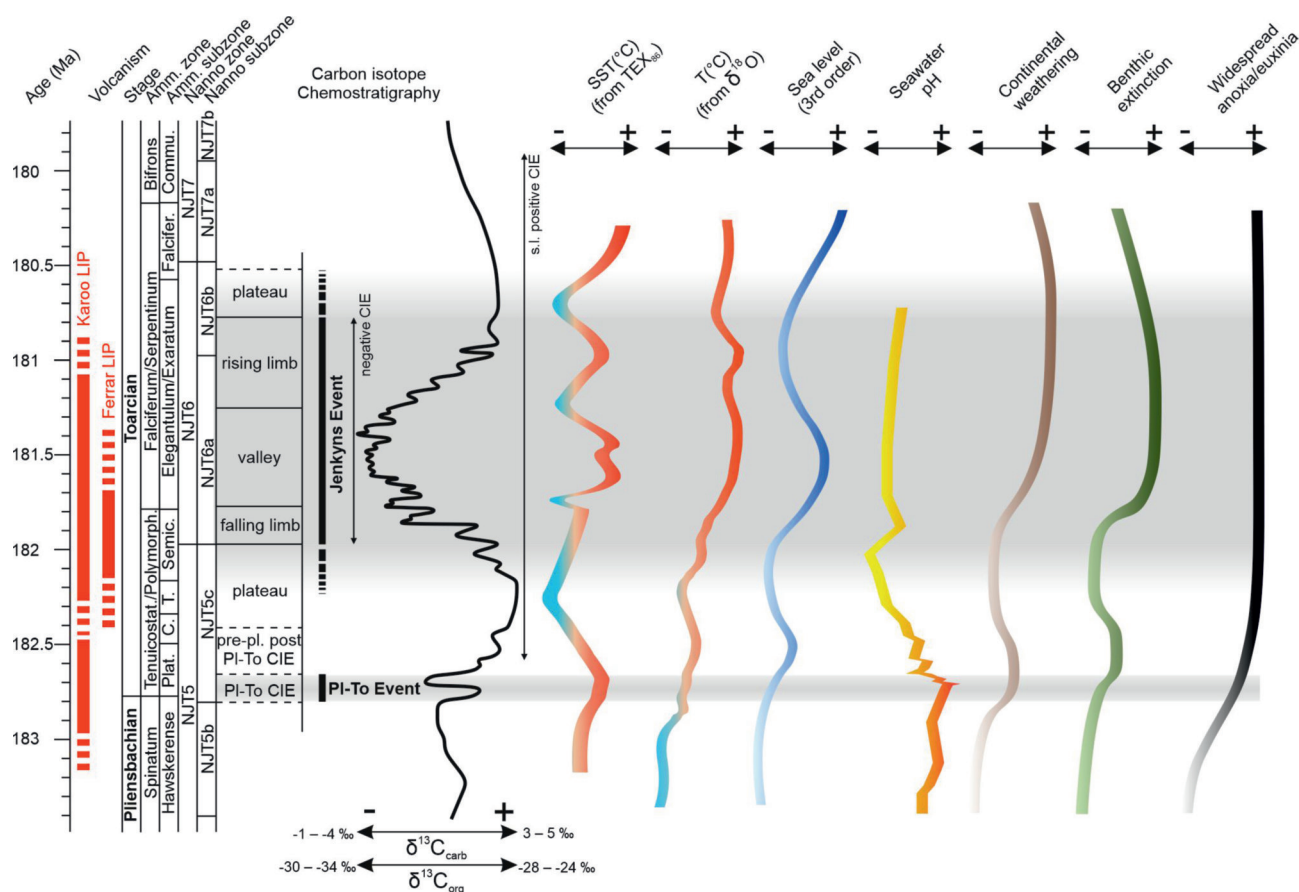 Age (Ma)
Volcanism
Stage
Amm. zone
Amm. subzone
Nanno zone
Nanno subzone
Carbon isotope
Chemostratigraphy
SST(°C)
(from TEX₈₆)
T(°C)
(from δ¹⁸O)
Sea level
(3rd order)
Seawater
pH
Continental
weathering
Benthic
extinction
Widespread
anoxia/euxinia
- +
- +
- +
- +
- +
- +
- +
180
180.5
181
181.5
182
182.5
183
Karoo LIP
Ferrar LIP
Toarcian
Pliensbachian
Bifrons
Falciferum/Serpentinum
Tenuicostat./Polymorph.
Spinatum
Commu.
Falcifer.
Elegantulum/Exaratum
Semic.
T.
C.
Plat.
Hawskerense
NJT7
NJT6
NJT5
NJT7b
NJT7a
NJT6b
NJT6a
NJT5c
NJT5b
plateau
rising limb
valley
falling limb
plateau
pre-pl. post
Pl-To CIE
Pl-To CIE
Jenkyns Event
negative CIE
s.l. positive CIE
Pl-To Event
- +
-1 – -4 ‰
δ¹³C_carb
3 – 5 ‰
-30 – -34 ‰
δ¹³C_org
-28 – -24 ‰